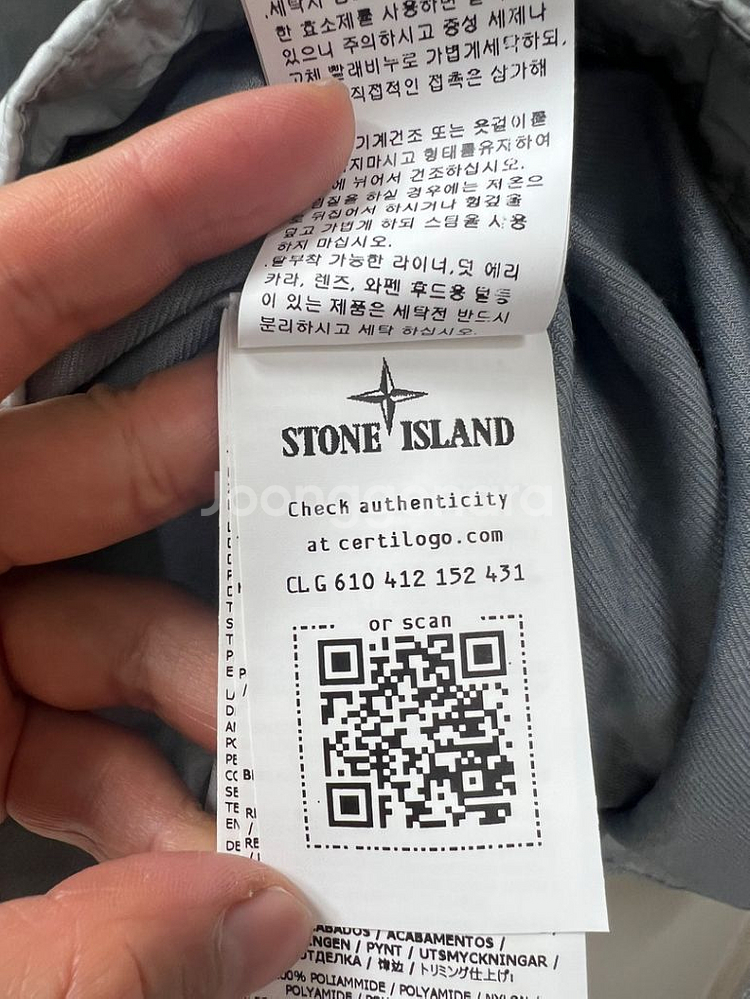 한 효소제를 사용하면
있으니 주의하시고 중성 세제나
고체 빨래비누로 가볍게세탁하되,
직접적인 접촉은 삼가해
기계건조 또는 옷걸이를
지마시고 형태를유지하여
에 뉘어서 건조하십시오.
림질을 하실 경우에는 저온으
로 뒤집어서 하시거나 헝겊을
덮고 가볍게 하되 스팀을 사용
하지 마십시오.
.탈부착 가능한 라이너,덧 에리
카라, 렌즈, 와펜 후드용 털등
이 있는 제품은 세탁전 반드시
분리하시고 세탁 하십시오.
STONE ISLAND
Joonggonara
Check authenticity
at certilogo.com
CLG 610 412 152 431
or scan
ACABADOS / ACABAMENTOS /
/ PYNT / UTSMYCKNINGAR /
ОТДЕЛКА / 饰边 / トリミング仕上げ
POLIAMMIDE / POLYAMIDE / NYLON /
POLYAMIDE /